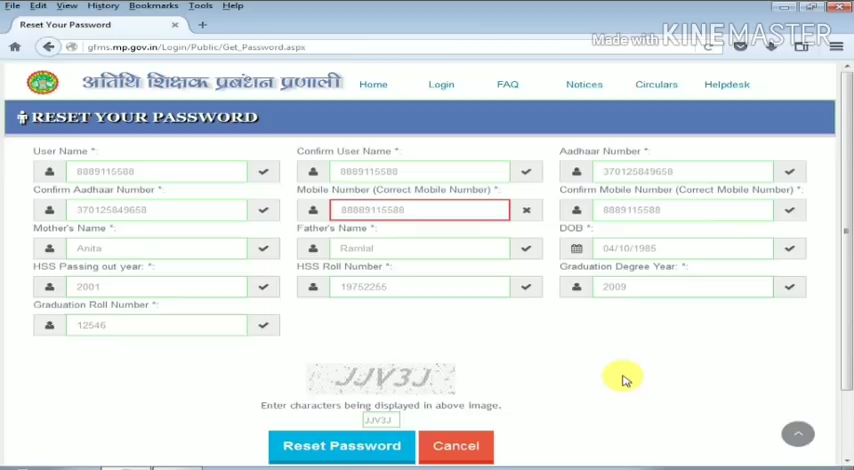 File Edit View History Bookmarks Tools Help
Reset Your Password × +
gfms.mp.gov.in/Login/Public/Get_Password.aspx
Made with KINEMASTER
अतिथि शिक्षक प्रबंधन प्रणाली Home Login FAQ Notices Circulars Helpdesk
RESET YOUR PASSWORD
User Name *: Confirm User Name *: Aadhaar Number *:
8889115588 8889115588 370125849658
Confirm Aadhaar Number *: Mobile Number (Correct Mobile Number) *: Confirm Mobile Number (Correct Mobile Number) *:
370125849658 88889115588 8889115588
Mother's Name *: Father's Name *: DOB *:
Anita Ramlal 04/10/1985
HSS Passing out year: *: HSS Roll Number *: Graduation Degree Year: *:
2001 19752255 2009
Graduation Roll Number *:
12546
JJV3J
Enter characters being displayed in above image.
JJV3J
Reset Password Cancel